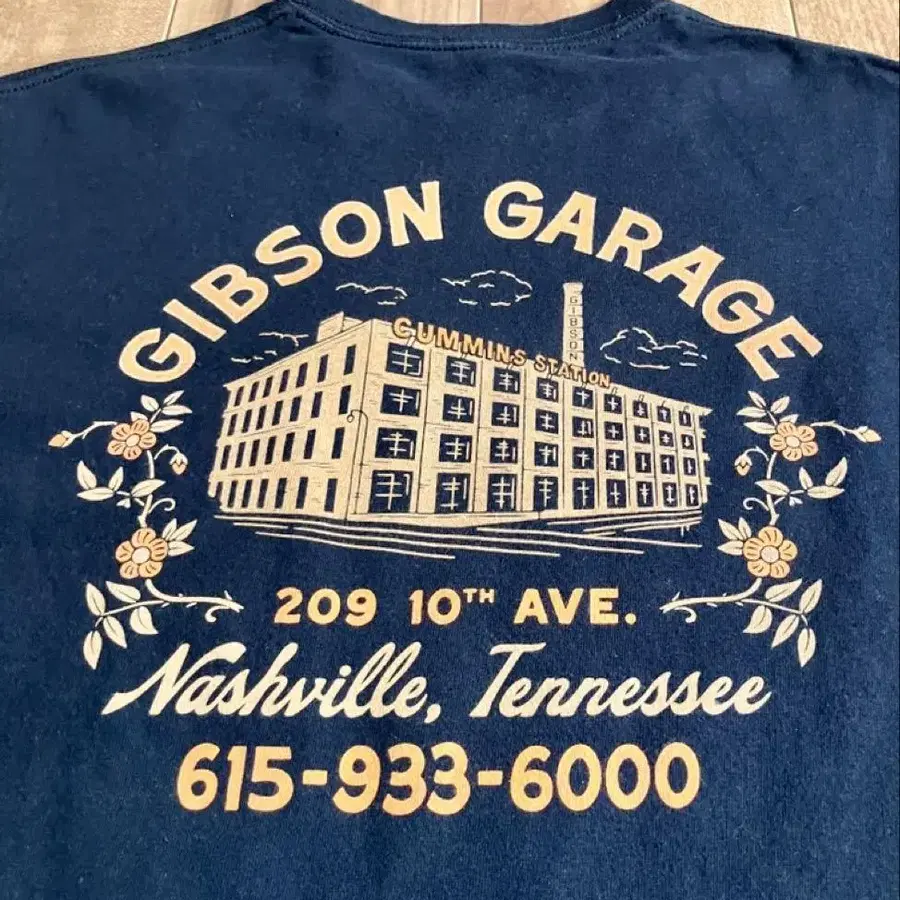 GIBSON GARAGE
GIBSON
CUMMINS STATION
209 10TH AVE.
Nashville, Tennessee
615-933-6000